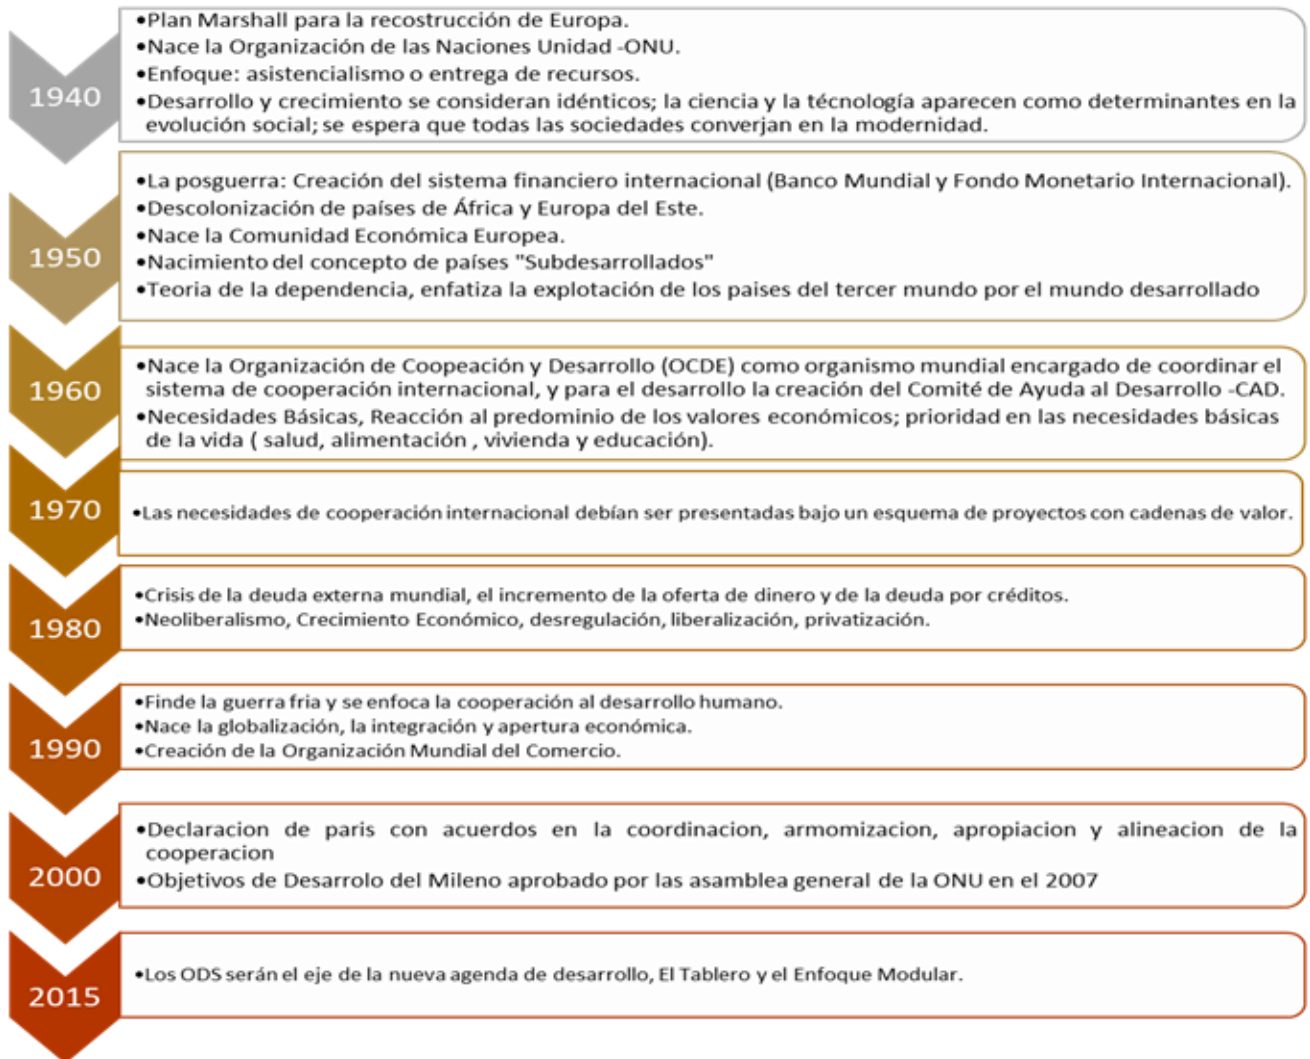 1940
•Plan Marshall para la recostrucción de Europa.
•Nace la Organización de las Naciones Unidad -ONU.
•Enfoque: asistencialismo o entrega de recursos.
•Desarrollo y crecimiento se consideran idénticos; la ciencia y la técnología aparecen como determinantes en la
evolución social; se espera que todas las sociedades converjan en la modernidad.
1950
•La posguerra: Creación del sistema financiero internacional (Banco Mundial y Fondo Monetario Internacional).
•Descolonización de países de África y Europa del Este.
•Nace la Comunidad Económica Europea.
•Nacimiento del concepto de países "Subdesarrollados"
•Teoria de la dependencia, enfatiza la explotación de los paises del tercer mundo por el mundo desarrollado
1960
•Nace la Organización de Coopeación y Desarrollo (OCDE) como organismo mundial encargado de coordinar el
sistema de cooperación internacional, y para el desarrollo la creación del Comité de Ayuda al Desarrollo -CAD.
•Necesidades Básicas, Reacción al predominio de los valores económicos; prioridad en las necesidades básicas
de la vida ( salud, alimentación , vivienda y educación).
1970
•Las necesidades de cooperación internacional debían ser presentadas bajo un esquema de proyectos con cadenas de valor.
1980
•Crisis de la deuda externa mundial, el incremento de la oferta de dinero y de la deuda por créditos.
•Neoliberalismo, Crecimiento Económico, desregulación, liberalización, privatización.
1990
•Finde la guerra fria y se enfoca la cooperación al desarrollo humano.
•Nace la globalización, la integración y apertura económica.
•Creación de la Organización Mundial del Comercio.
2000
•Declaracion de paris con acuerdos en la coordinacion, armomizacion, apropiacion y alineacion de la
cooperacion
•Objetivos de Desarrolo del Mileno aprobado por las asamblea general de la ONU en el 2007
2015
•Los ODS serán el eje de la nueva agenda de desarrollo, El Tablero y el Enfoque Modular.